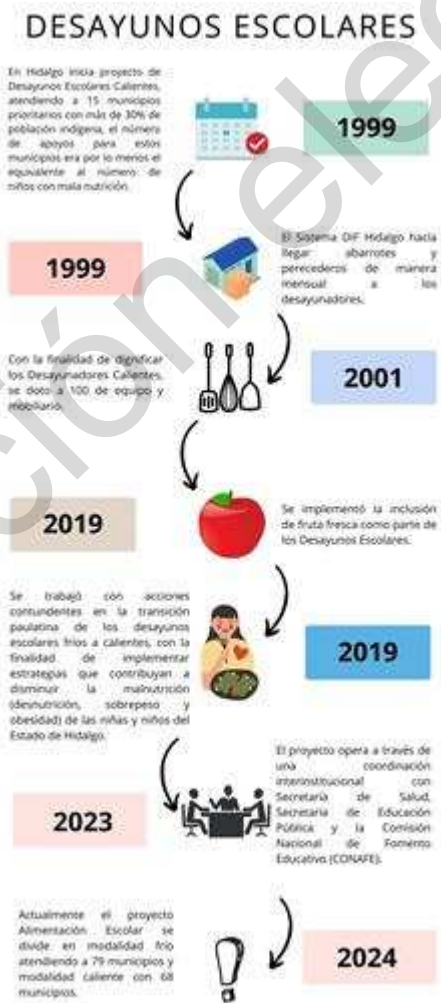 DESAYUNOS ESCOLARES
En Hidalgo inicia proyecto de
Desayunos Escolares Calientes,
atendiendo a 15 municipios
prioritarios con más de 30% de
población indígena, el número
de apoyos para estos
municipios era por lo menos el
equivalente al número de
niños con mala nutrición.
1999
1999
El Sistema DIF Hidalgo hacia
llegar abarrotes y
perecederos de manera
mensual a los
desayunadores.
Con la finalidad de dignificar
los Desayunadores Calientes,
se doto a 100 de equipo y
mobiliario.
2001
2019
Se implementó la inclusión
de fruta fresca como parte de
los Desayunos Escolares.
Se trabajó con acciones
contundentes en la transición
paulatina de los desayunos
escolares fríos a calientes, con la
finalidad de implementar
estrategias que contribuyan a
disminuir la malnutrición
(desnutrición, sobrepeso y
obesidad) de las niñas y niños del
Estado de Hidalgo.
2019
2023
El proyecto opera a través de
una coordinación
interinstitucional con
Secretaría de Salud,
Secretaría de Educación
Pública y la Comisión
Nacional de Fomento
Educativo (CONAFE).
Actualmente el proyecto
Alimentación Escolar se
divide en modalidad frío
atendiendo a 79 municipios y
modalidad caliente con 68
municipios.
2024
ción elec